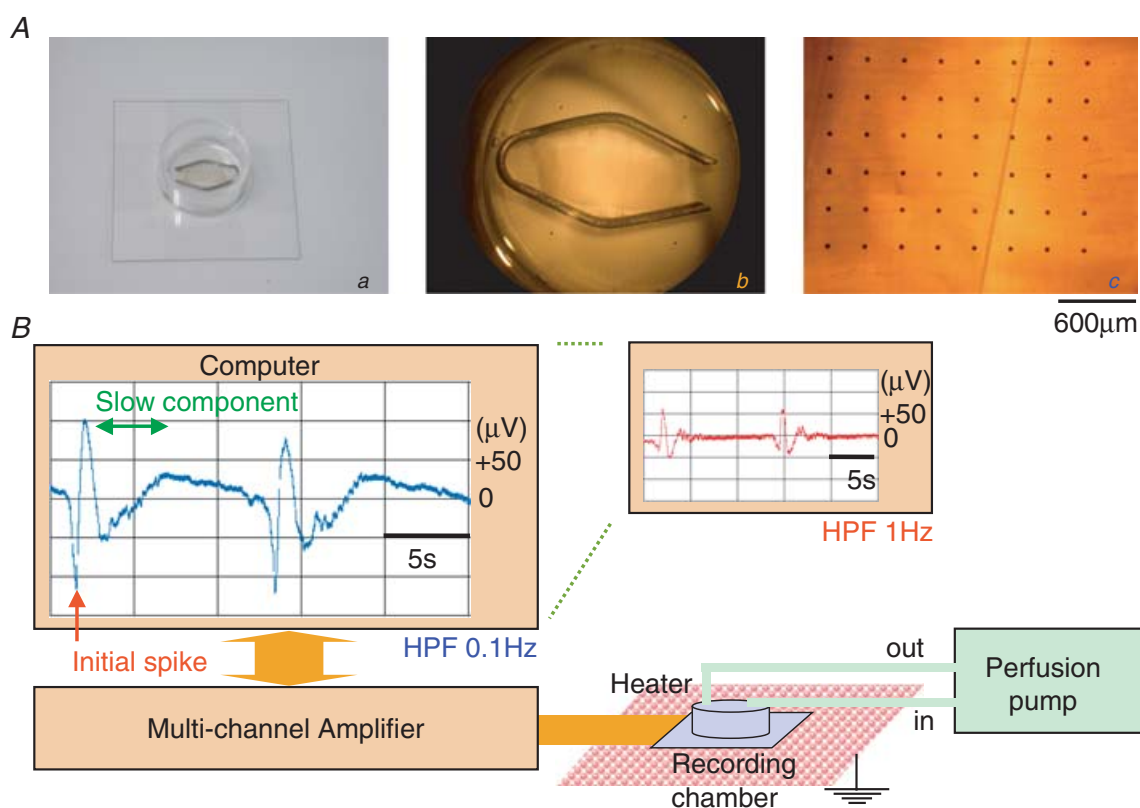 A
a
b
c
600μm
B
Computer
Slow component
(μV)
+50
0
5s
Initial spike
HPF 0.1Hz
(μV)
+50
0
5s
HPF 1Hz
Multi-channel Amplifier
Heater
out
in
Perfusion
pump
Recording
chamber